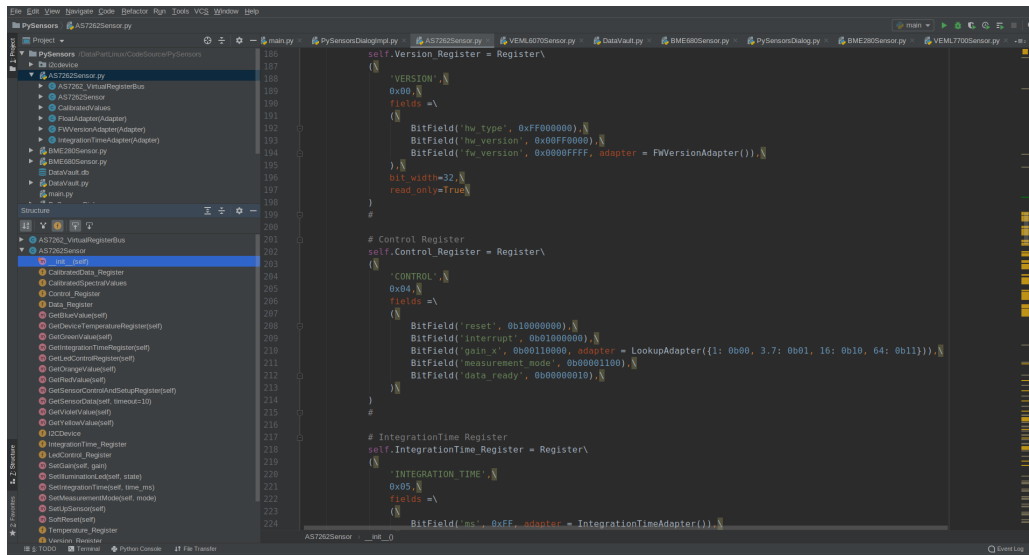 File Edit View Navigate Code Refactor Run Tools VCS Window Help
PySensors AS7262Sensor.py main
Project main.py PySensorsDialogImpl.py AS7262Sensor.py VEML6070Sensor.py DataVault.py BME680Sensor.py PySensorsDialog.py BME280Sensor.py VEML7700Sensor.py
1: Project
PySensors /DataPartLinux/CodeSource/PySensors
i2cdevice
AS7262Sensor.py
AS7262_VirtualRegisterBus
AS7262Sensor
CalibratedValues
FloatAdapter(Adapter)
FWVersionAdapter(Adapter)
IntegrationTimeAdapter(Adapter)
BME280Sensor.py
BME680Sensor.py
DataVault.db
DataVault.py
main.py
Structure
AS7262_VirtualRegisterBus
AS7262Sensor
__init__(self)
CalibratedData_Register
CalibratedSpectralValues
Control_Register
Data_Register
GetBlueValue(self)
GetDeviceTemperatureRegister(self)
GetGreenValue(self)
GetIntegrationTimeRegister(self)
GetLedControlRegister(self)
GetOrangeValue(self)
GetRedValue(self)
GetSensorControlAndSetupRegister(self)
GetSensorData(self, timeout=10)
GetVioletValue(self)
GetYellowValue(self)
I2CDevice
IntegrationTime_Register
LedControl_Register
SetGain(self, gain)
SetIlluminationLed(self, state)
SetIntegrationTime(self, time_ms)
SetMeasurementMode(self, mode)
SetUpSensor(self)
SoftReset(self)
Temperature_Register
Version_Register
7: Structure
2: Favorites
186 self.Version_Register = Register\
187 (\
188 'VERSION',\
189 0x00,\
190 fields =\
191 (\
192 BitField('hw_type', 0xFF000000),\
193 BitField('hw_version', 0x00FF0000),\
194 BitField('fw_version', 0x0000FFFF, adapter = FWVersionAdapter()),\
195 ),\
196 bit_width=32,\
197 read_only=True\
198 )
199 #
200
201 # Control Register
202 self.Control_Register = Register\
203 (\
204 'CONTROL',\
205 0x04,\
206 fields =\
207 (\
208 BitField('reset', 0b10000000),\
209 BitField('interrupt', 0b01000000),\
210 BitField('gain_x', 0b00110000, adapter = LookupAdapter({1: 0b00, 3.7: 0b01, 16: 0b10, 64: 0b11})),\
211 BitField('measurement_mode', 0b00001100),\
212 BitField('data_ready', 0b00000010),\
213 )\
214 )
215 #
216
217 # IntegrationTime Register
218 self.IntegrationTime_Register = Register\
219 (\
220 'INTEGRATION_TIME',\
221 0x05,\
222 fields =\
223 (\
224 BitField('ms', 0xFF, adapter = IntegrationTimeAdapter()),\
AS7262Sensor __init__()
6: TODO Terminal Python Console File Transfer Event Log